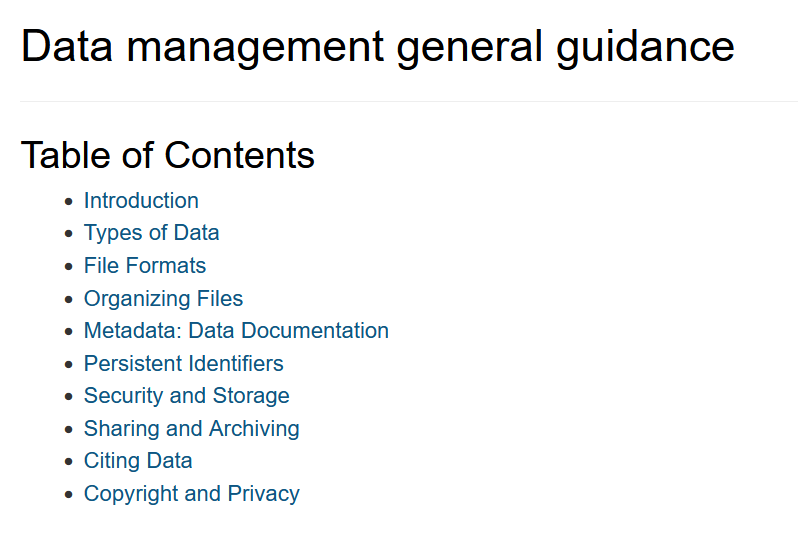 Data management general guidance
Table of Contents
Introduction
Types of Data
File Formats
Organizing Files
Metadata: Data Documentation
Persistent Identifiers
Security and Storage
Sharing and Archiving
Citing Data
Copyright and Privacy